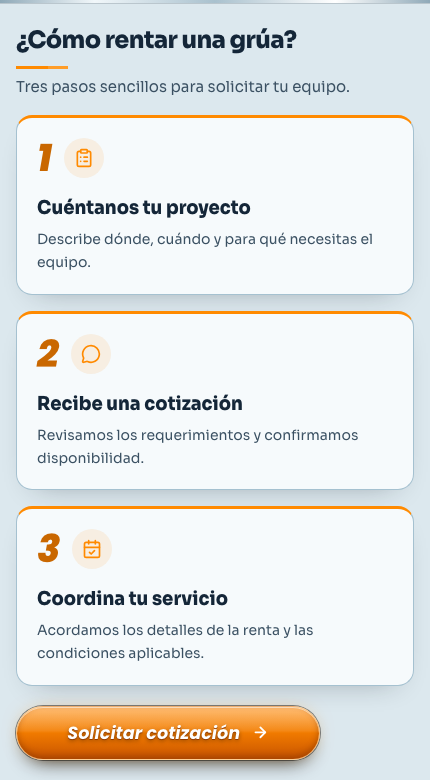 ¿Cómo rentar una grúa?
Tres pasos sencillos para solicitar tu equipo.
1
Cuéntanos tu proyecto
Describe dónde, cuándo y para qué necesitas el
equipo.
2
Recibe una cotización
Revisamos los requerimientos y confirmamos
disponibilidad.
3
Coordina tu servicio
Acordamos los detalles de la renta y las
condiciones aplicables.
Solicitar cotización →